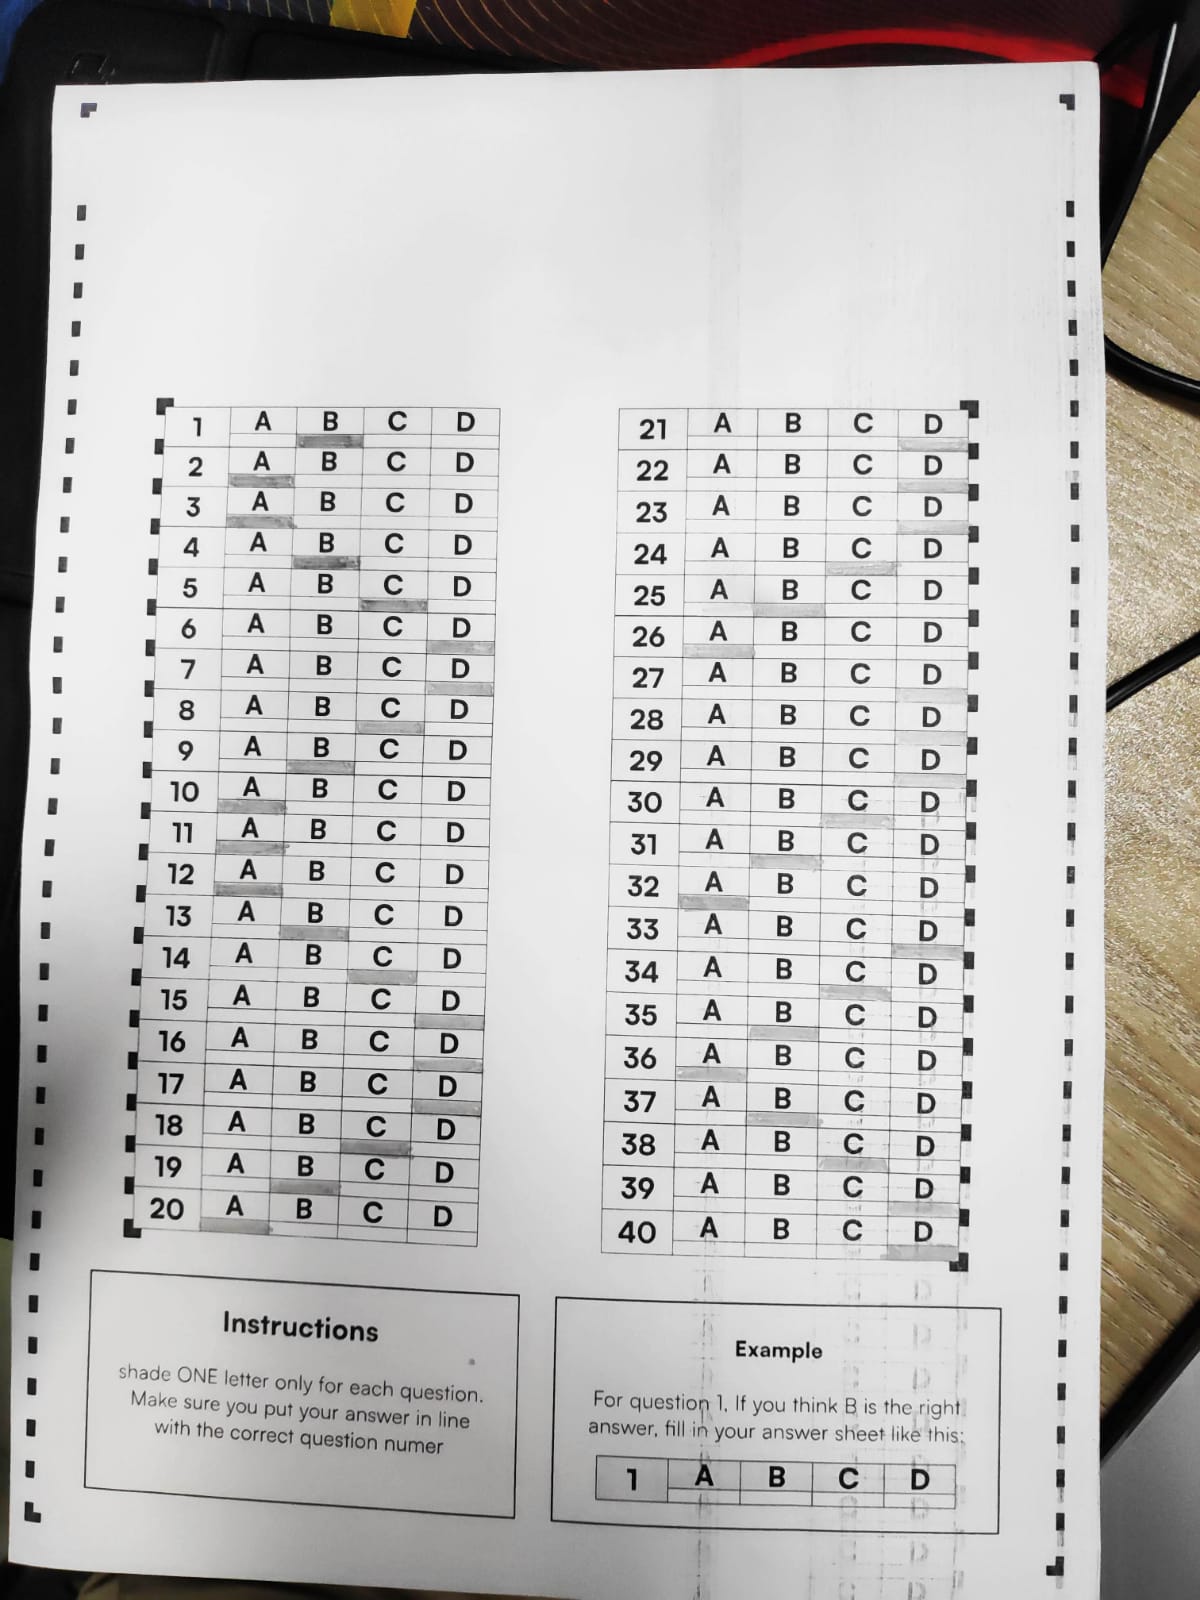 1 A B C D
2 A B C D
3 A B C D
4 A B C D
5 A B C D
6 A B C D
7 A B C D
8 A B C D
9 A B C D
10 A B C D
11 A B C D
12 A B C D
13 A B C D
14 A B C D
15 A B C D
16 A B C D
17 A B C D
18 A B C D
19 A B C D
20 A B C D
21 A B C D
22 A B C D
23 A B C D
24 A B C D
25 A B C D
26 A B C D
27 A B C D
28 A B C D
29 A B C D
30 A B C D
31 A B C D
32 A B C D
33 A B C D
34 A B C D
35 A B C D
36 A B C D
37 A B C D
38 A B C D
39 A B C D
40 A B C D
Instructions
shade ONE letter only for each question.
Make sure you put your answer in line
with the correct question numer
Example
For question 1, If you think B is the right
answer, fill in your answer sheet like this:
1 A B C D